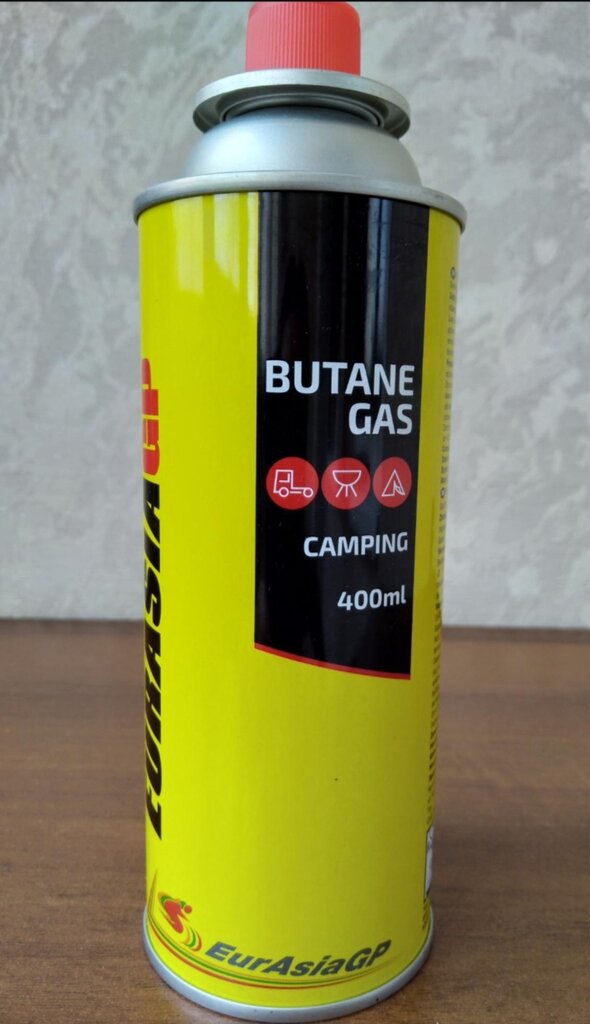 BUTANE
GAS
CAMPING
400ml
EURASIA GP
EurAsiaGP